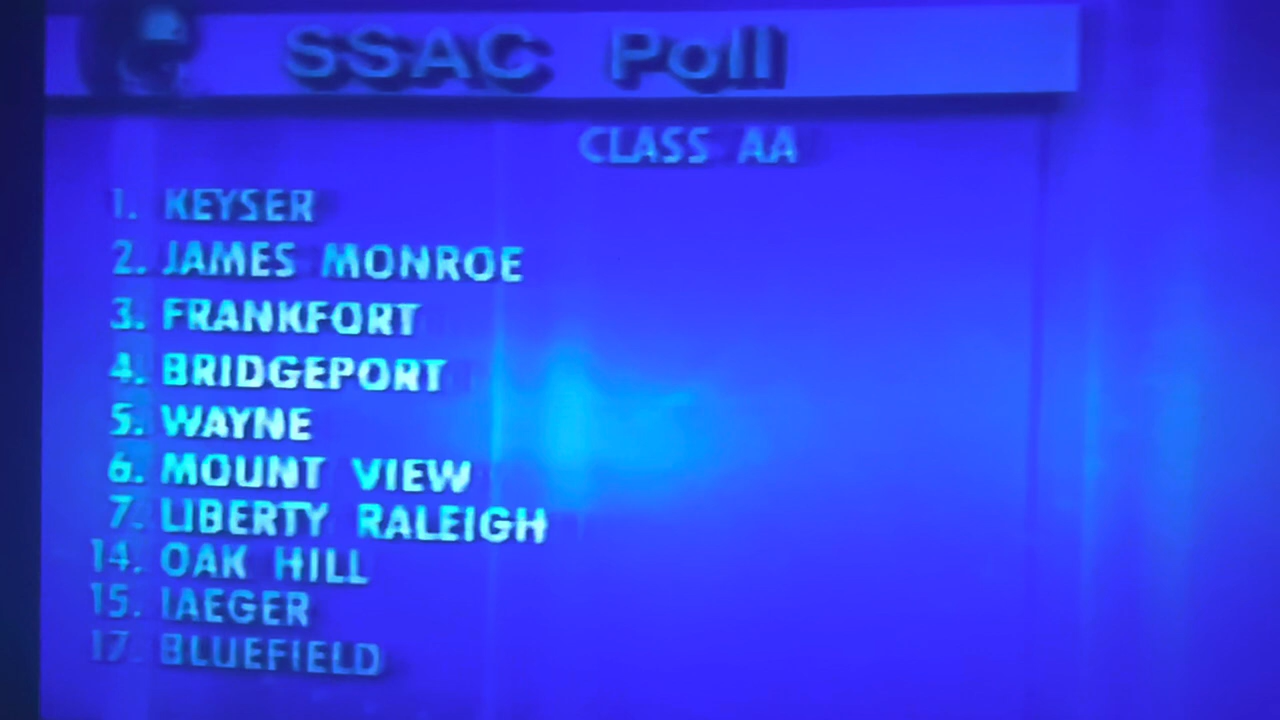 SSAC Poll
CLASS AA
1. KEYSER
2. JAMES MONROE
3. FRANKFORT
4. BRIDGEPORT
5. WAYNE
6. MOUNT VIEW
7. LIBERTY RALEIGH
14. OAK HILL
15. IAEGER
17. BLUEFIELD